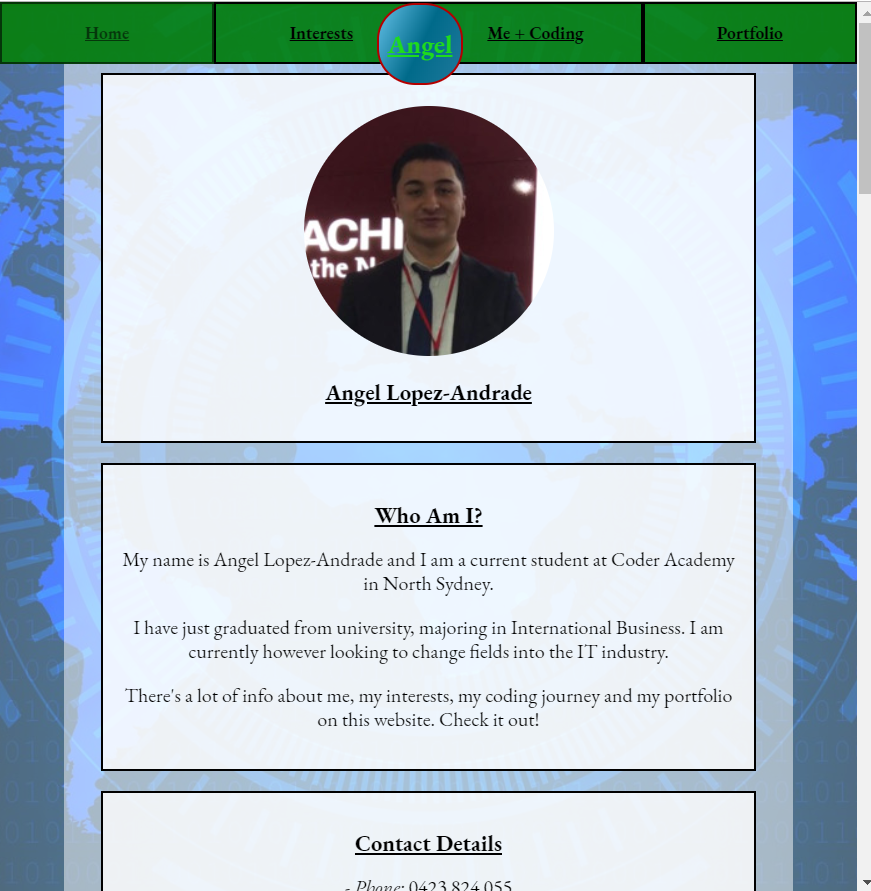 Home
Interests
Angel
Me + Coding
Portfolio
ACHI
the N
Angel Lopez-Andrade
Who Am I?
My name is Angel Lopez-Andrade and I am a current student at Coder Academy
in North Sydney.
I have just graduated from university, majoring in International Business. I am
currently however looking to change fields into the IT industry.
There's a lot of info about me, my interests, my coding journey and my portfolio
on this website. Check it out!
Contact Details
- Phone: 0423 824 055